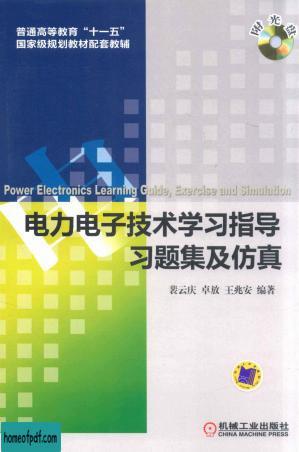 普通高等教育“十一五”
国家级规划教材配套教辅
附光盘
电
Power Electronics Learning Guide, Exercise and Simulation
电力电子技术学习指导
习题集及仿真
裴云庆 卓放 王兆安 编著
机械工业出版社
CHINA MACHINE PRESS
homeofpdf.com